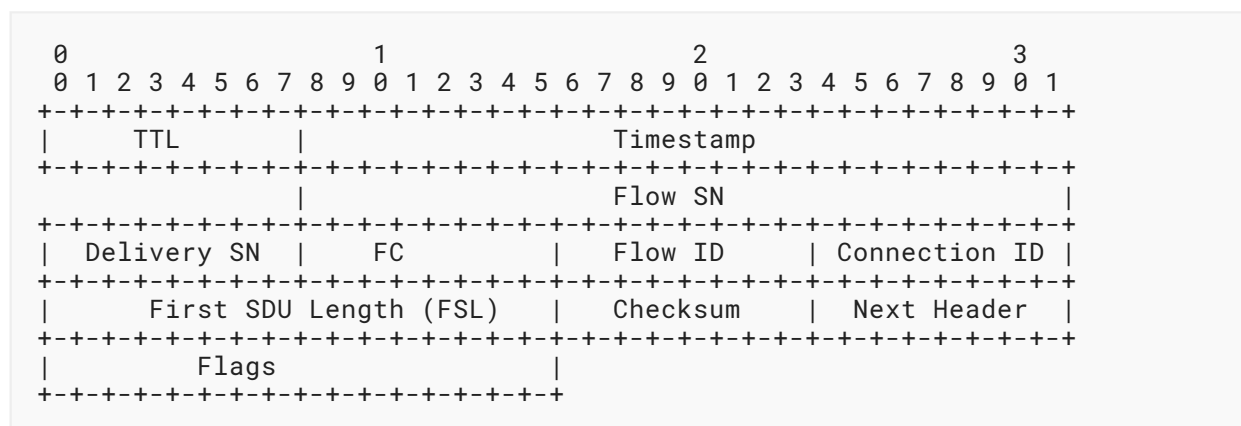 0                   1                   2                   3
 0 1 2 3 4 5 6 7 8 9 0 1 2 3 4 5 6 7 8 9 0 1 2 3 4 5 6 7 8 9 0 1
+-+-+-+-+-+-+-+-+-+-+-+-+-+-+-+-+-+-+-+-+-+-+-+-+-+-+-+-+-+-+-+-+
|     TTL       |                   Timestamp
+-+-+-+-+-+-+-+-+-+-+-+-+-+-+-+-+-+-+-+-+-+-+-+-+-+-+-+-+-+-+-+-+
                |                   Flow SN                     |
+-+-+-+-+-+-+-+-+-+-+-+-+-+-+-+-+-+-+-+-+-+-+-+-+-+-+-+-+-+-+-+-+
|  Delivery SN  |    FC         |   Flow ID     | Connection ID |
+-+-+-+-+-+-+-+-+-+-+-+-+-+-+-+-+-+-+-+-+-+-+-+-+-+-+-+-+-+-+-+-+
|      First SDU Length (FSL)   |   Checksum    |  Next Header  |
+-+-+-+-+-+-+-+-+-+-+-+-+-+-+-+-+-+-+-+-+-+-+-+-+-+-+-+-+-+-+-+-+
|         Flags                 |
+-+-+-+-+-+-+-+-+-+-+-+-+-+-+-+-+